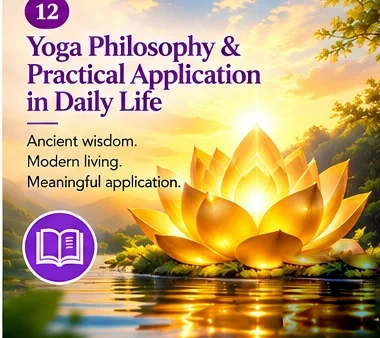 12
Yoga Philosophy &
Practical Application
in Daily Life
Ancient wisdom.
Modern living.
Meaningful application.